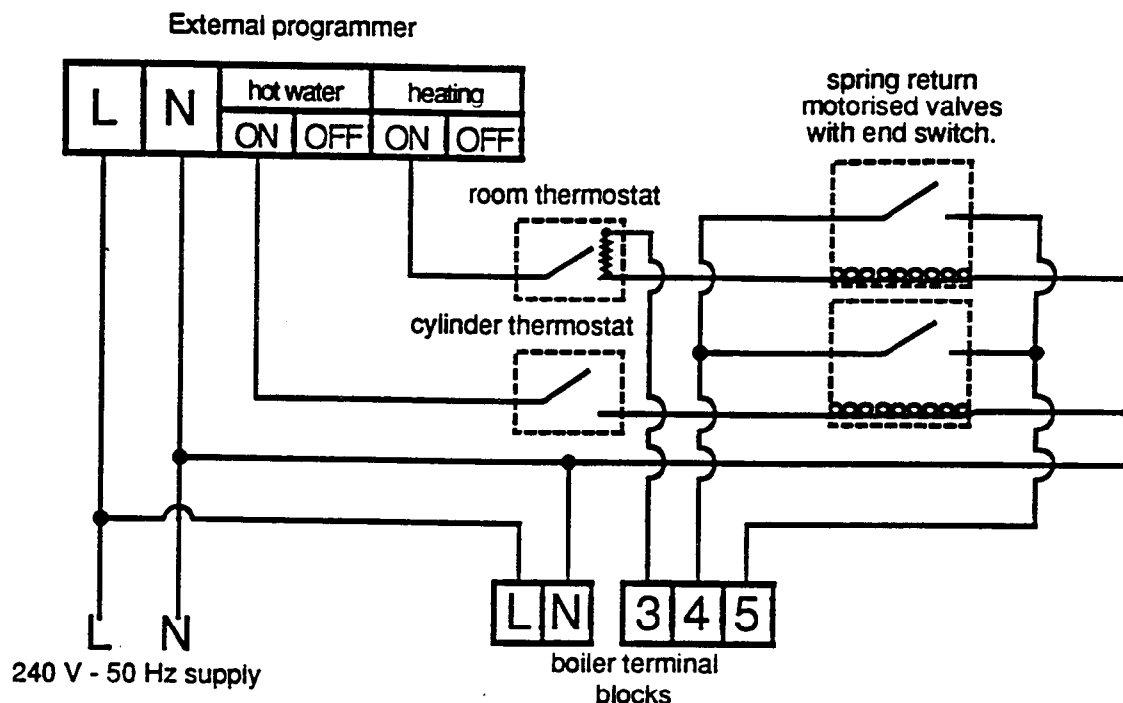 External programmer
L N hot water heating
ON OFF ON OFF
spring return
motorised valves
with end switch.
room thermostat
cylinder thermostat
L N 3 4 5
L N
240 V - 50 Hz supply
boiler terminal
blocks